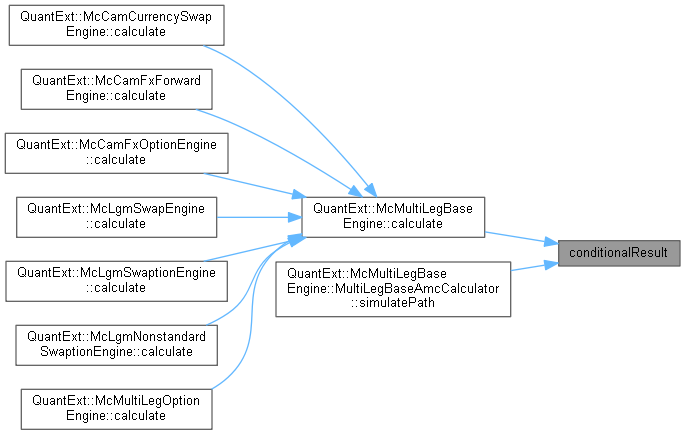 QuantExt::McCamCurrencySwap
Engine::calculate
QuantExt::McCamFxForward
Engine::calculate
QuantExt::McCamFxOptionEngine
::calculate
QuantExt::McLgmSwapEngine
::calculate
QuantExt::McLgmSwaptionEngine
::calculate
QuantExt::McLgmNonstandard
SwaptionEngine::calculate
QuantExt::McMultiLegOption
Engine::calculate
QuantExt::McMultiLegBase
Engine::calculate
QuantExt::McMultiLegBase
Engine::MultiLegBaseAmcCalculator
::simulatePath
conditionalResult